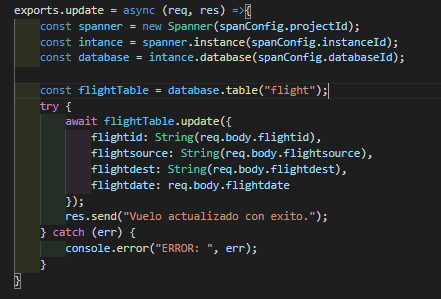 exports.update = async (req, res) =>{
const spanner = new Spanner(spanConfig.projectId);
const intance = spanner.instance(spanConfig.instanceId);
const database = intance.database(spanConfig.databaseId);
const flightTable = database.table("flight");
try {
await flightTable.update({
flightid: String(req.body.flightid),
flightsource: String(req.body.flightsource),
flightdest: String(req.body.flightdest),
flightdate: req.body.flightdate
});
res.send("Vuelo actualizado con exito.");
} catch (err) {
console.error("ERROR: ", err);
}
}